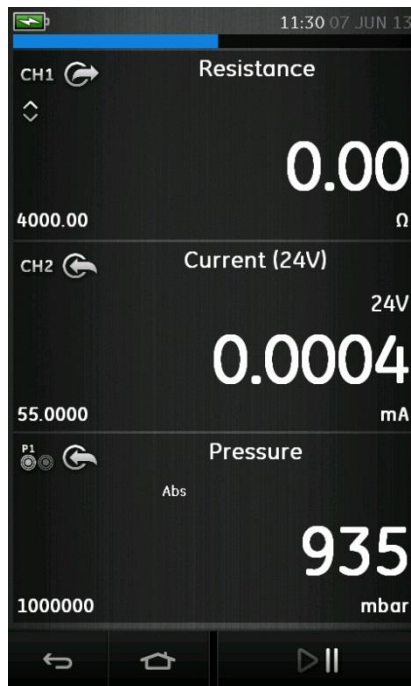 11:30 07 JUN 13
CH1 Resistance
0.00
4000.00 Ω
CH2 Current (24V)
24V
0.0004
55.0000 mA
P1 Pressure
Abs
935
1000000 mbar